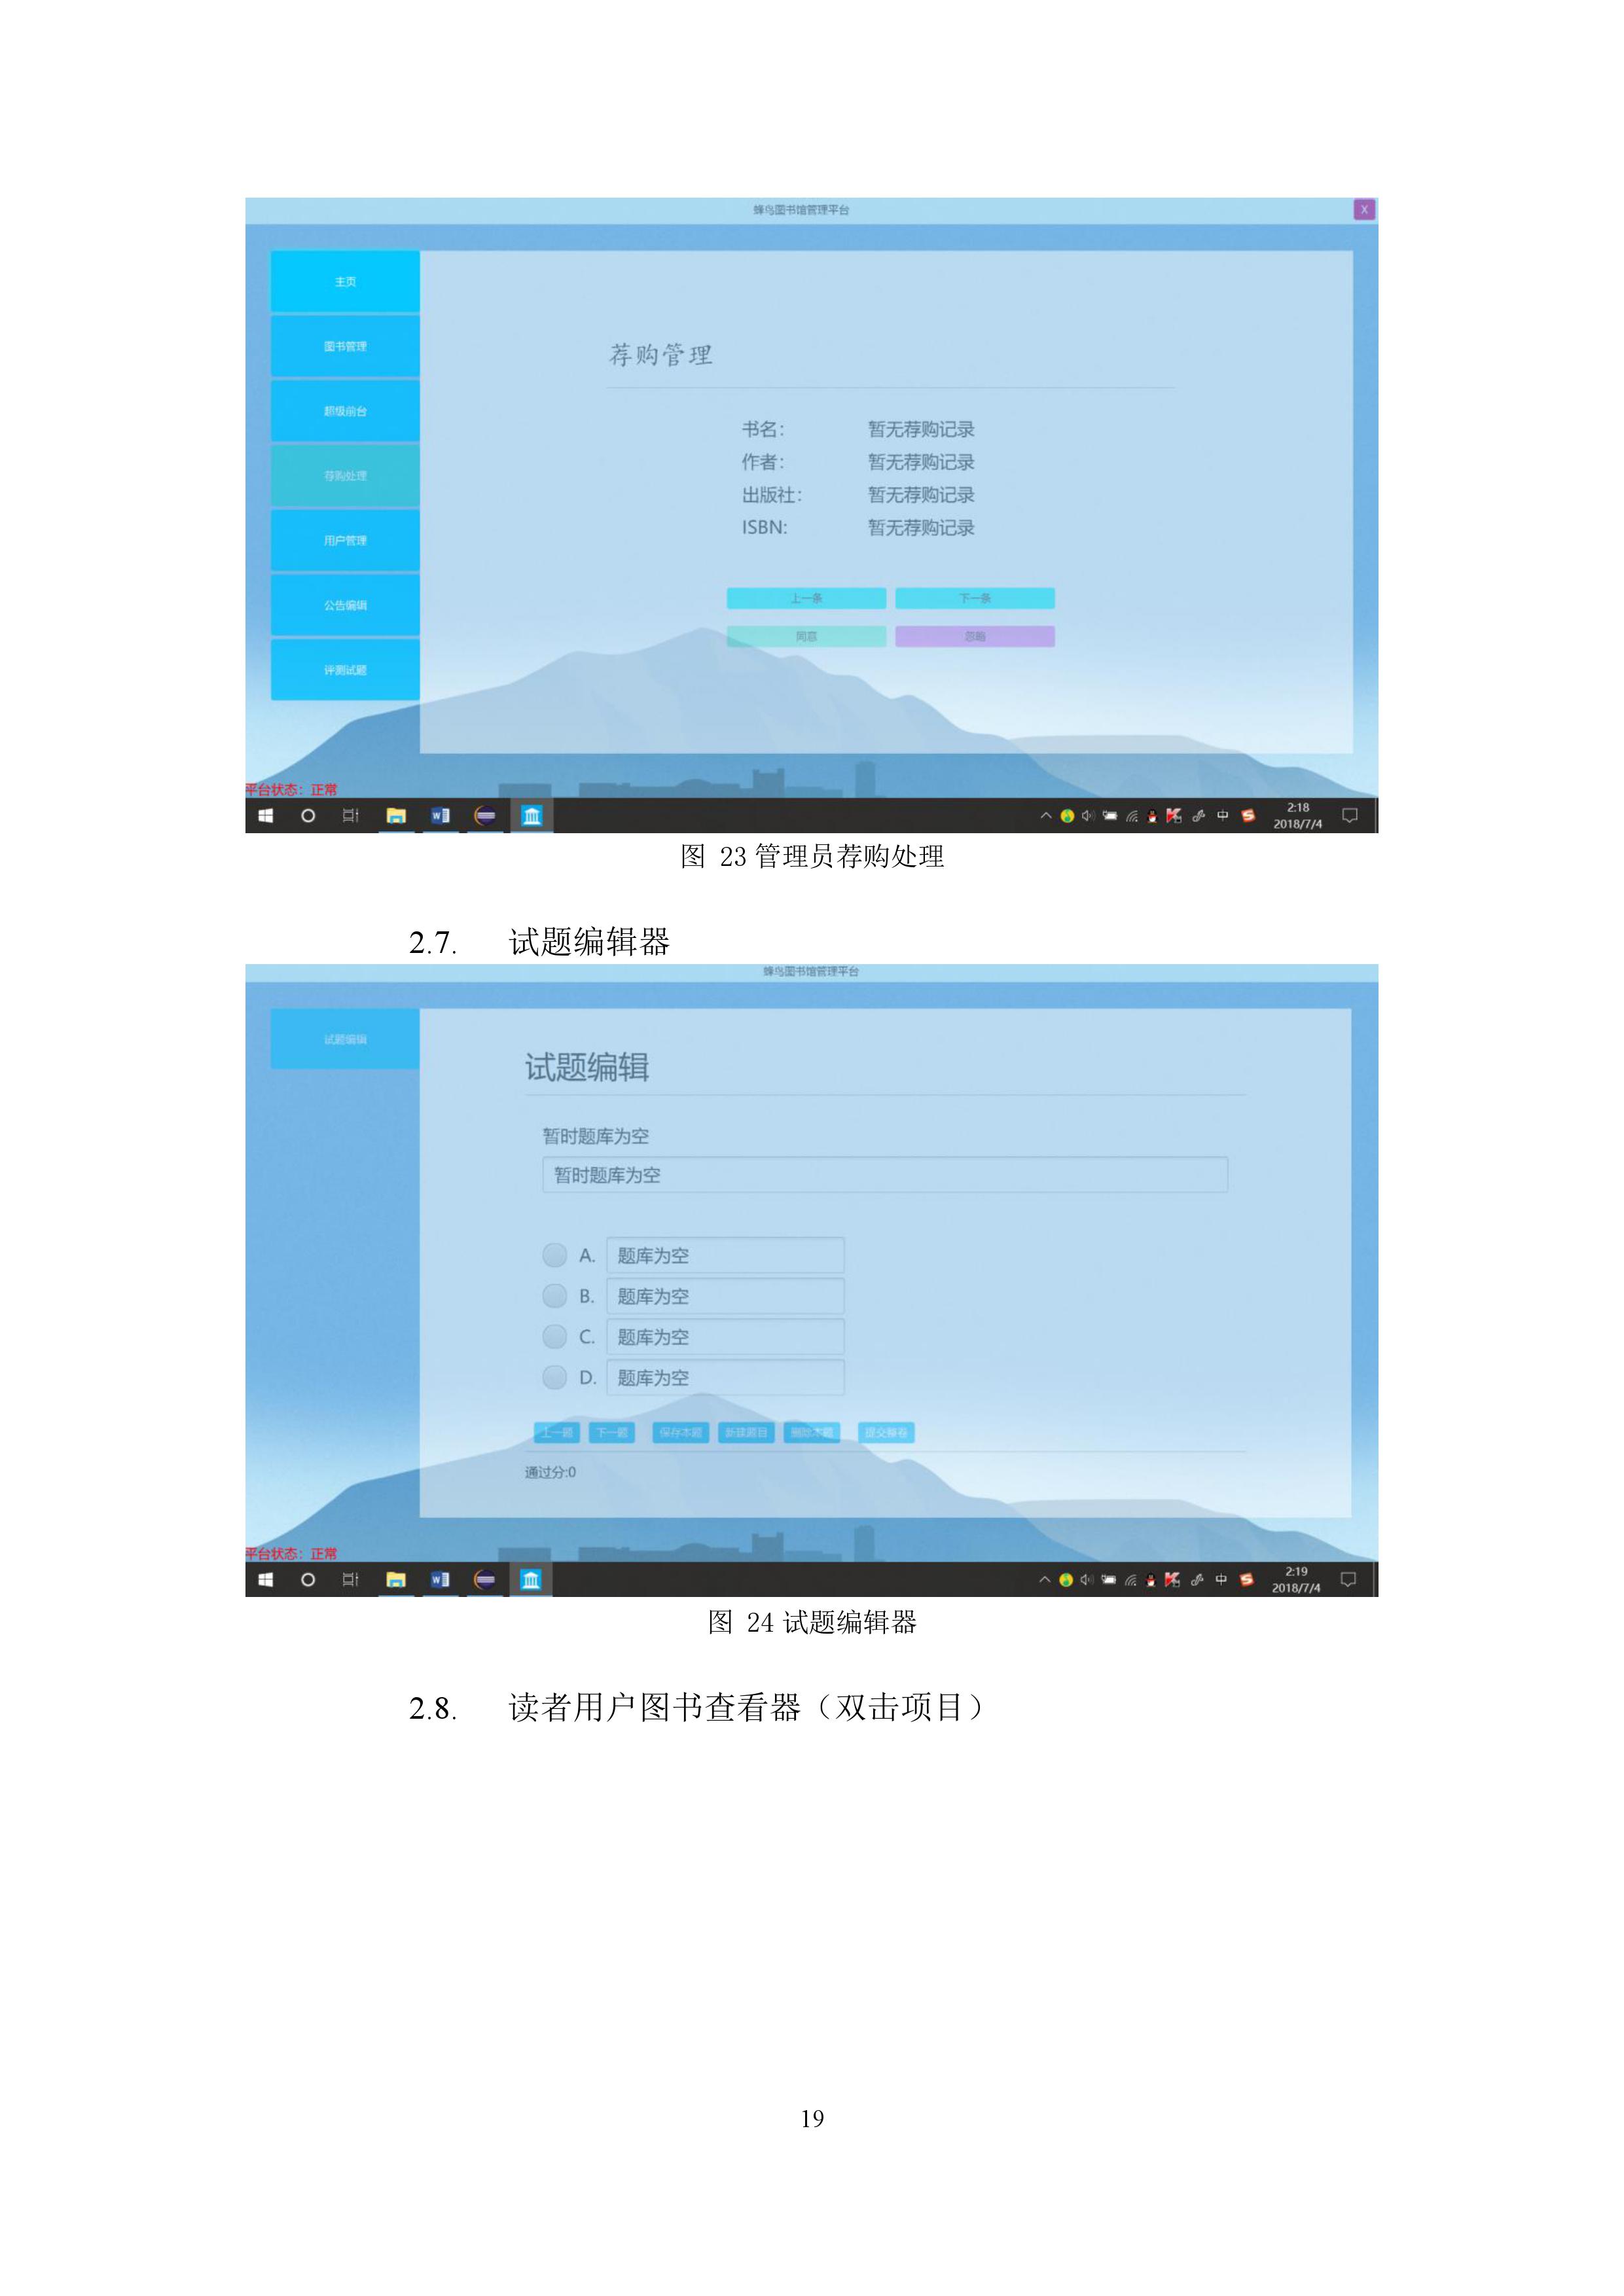 蜂鸟图书馆管理平台
X
主页
图书管理
超级前台
荐购处理
用户管理
公告编辑
评测试题
荐购管理
书名: 暂无荐购记录
作者: 暂无荐购记录
出版社: 暂无荐购记录
ISBN: 暂无荐购记录
上一条 下一条
同意 忽略
平台状态: 正常
中
2:18
2018/7/4
图 23 管理员荐购处理
2.7. 试题编辑器
蜂鸟图书馆管理平台
试题编辑
试题编辑
暂时题库为空
暂时题库为空
A. 题库为空
B. 题库为空
C. 题库为空
D. 题库为空
上一题 下一题 保存本题 新建题目 删除本题 提交整卷
通过分:0
平台状态: 正常
中
2:19
2018/7/4
图 24 试题编辑器
2.8. 读者用户图书查看器（双击项目）
19